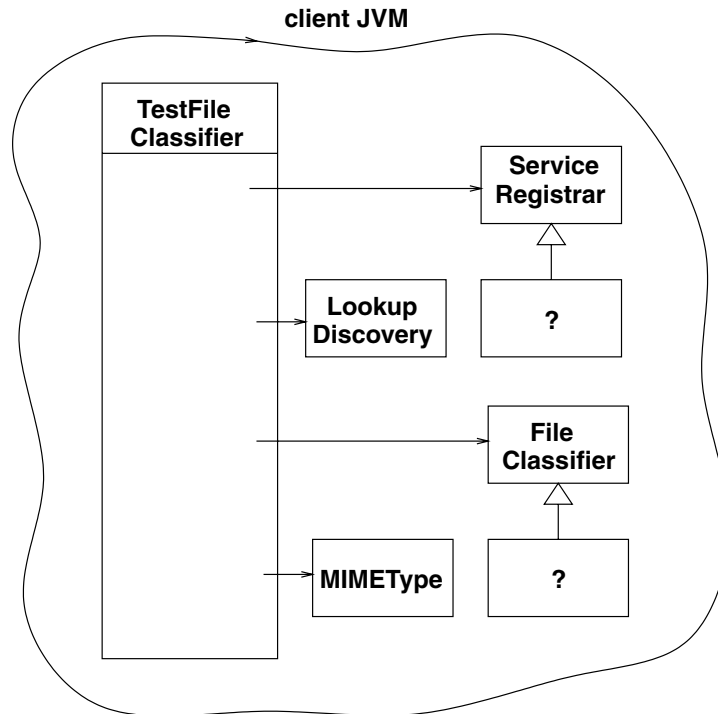 client JVM
TestFile
Classifier
Service
Registrar
Lookup
Discovery
?
File
Classifier
MIMEType
?